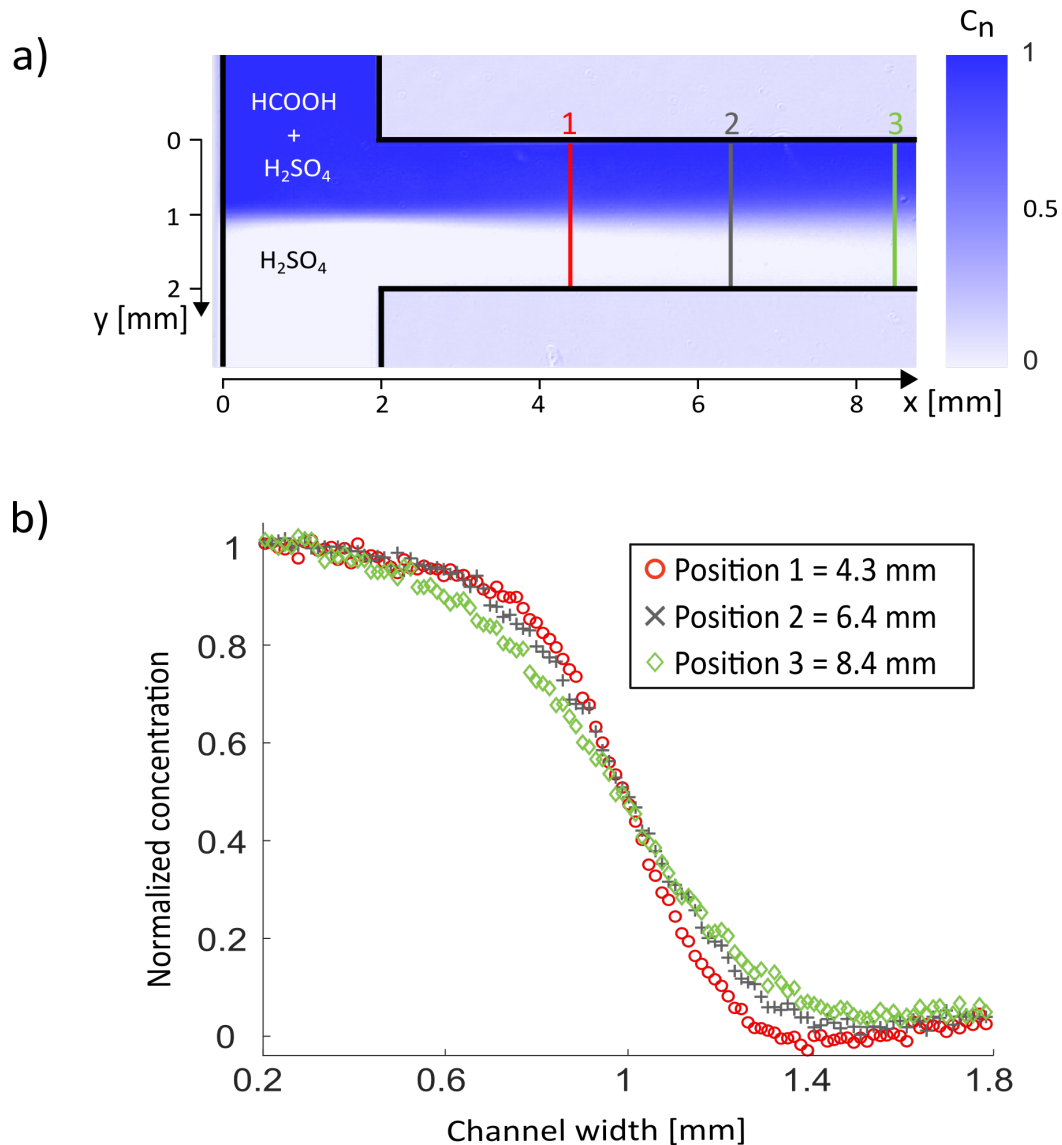 a)
Cn
HCOOH
+
H₂SO₄
H₂SO₄
1
2
3
0
1
2
y [mm]
0
2
4
6
8
x [mm]
1
0.5
0
b)
Normalized concentration
1
0.8
0.6
0.4
0.2
0
Position 1 = 4.3 mm
Position 2 = 6.4 mm
Position 3 = 8.4 mm
0.2
0.6
1
1.4
1.8
Channel width [mm]